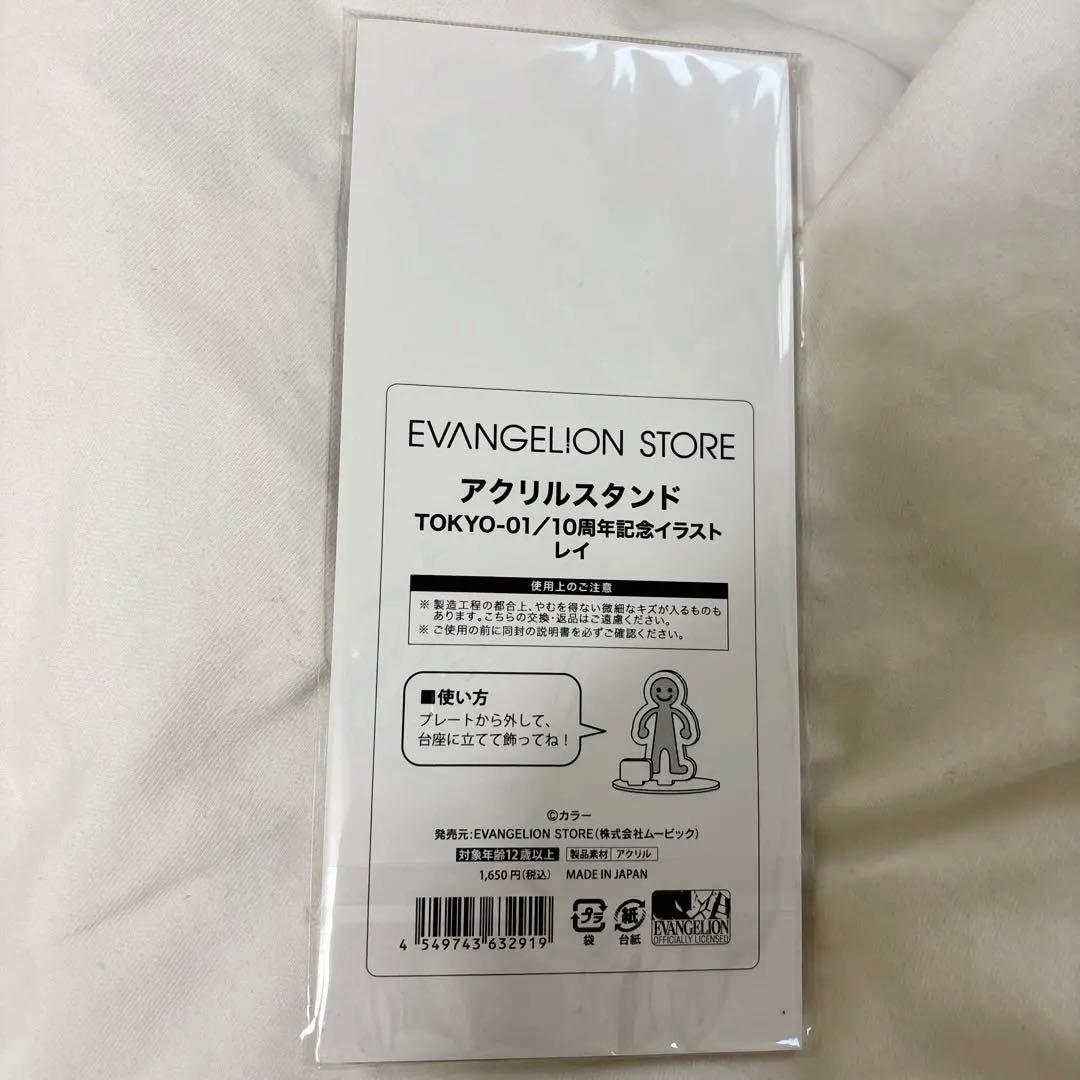 EVANGELION STORE
アクリルスタンド
TOKYO-01/10周年記念イラスト
レイ
使用上のご注意
※ 製造工程の都合上、やむを得ない微細なキズが入るものも
あります。こちらの交換・返品はご遠慮ください。
※ ご使用の前に同封の説明書を必ずご確認ください。
■使い方
プレートから外して、
台座に立てて飾ってね!
©カラー
発売元:EVANGELION STORE(株式会社ムービック)
対象年齢12歳以上 製品素材 アクリル
1,650円(税込) MADE IN JAPAN
4 549743 632919
プラ
袋
紙
台紙
EVANGELION
OFFICIALLY LICENSED